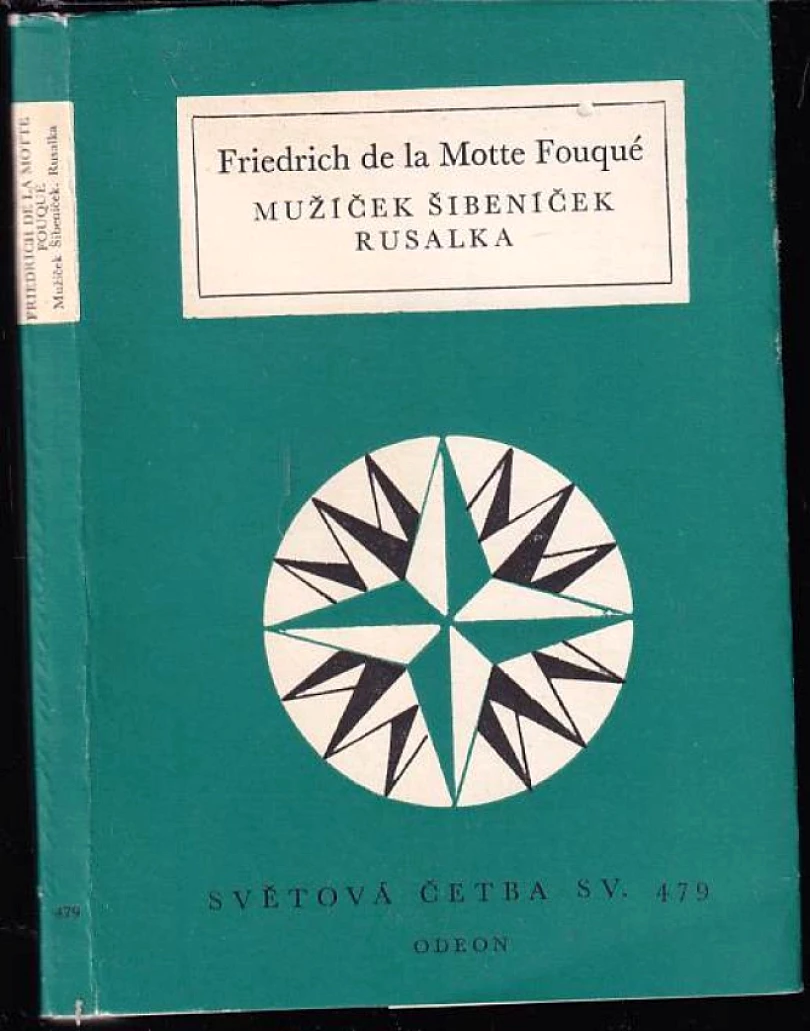 FRIEDRICH DE LA MOTTE
FOUQUÉ
Mužíček Šibeníček. Rusalka
479
Friedrich de la Motte Fouqué
MUŽÍČEK ŠIBENÍČEK
RUSALKA
SVĚTOVÁ ČETBA SV. 479
ODEON